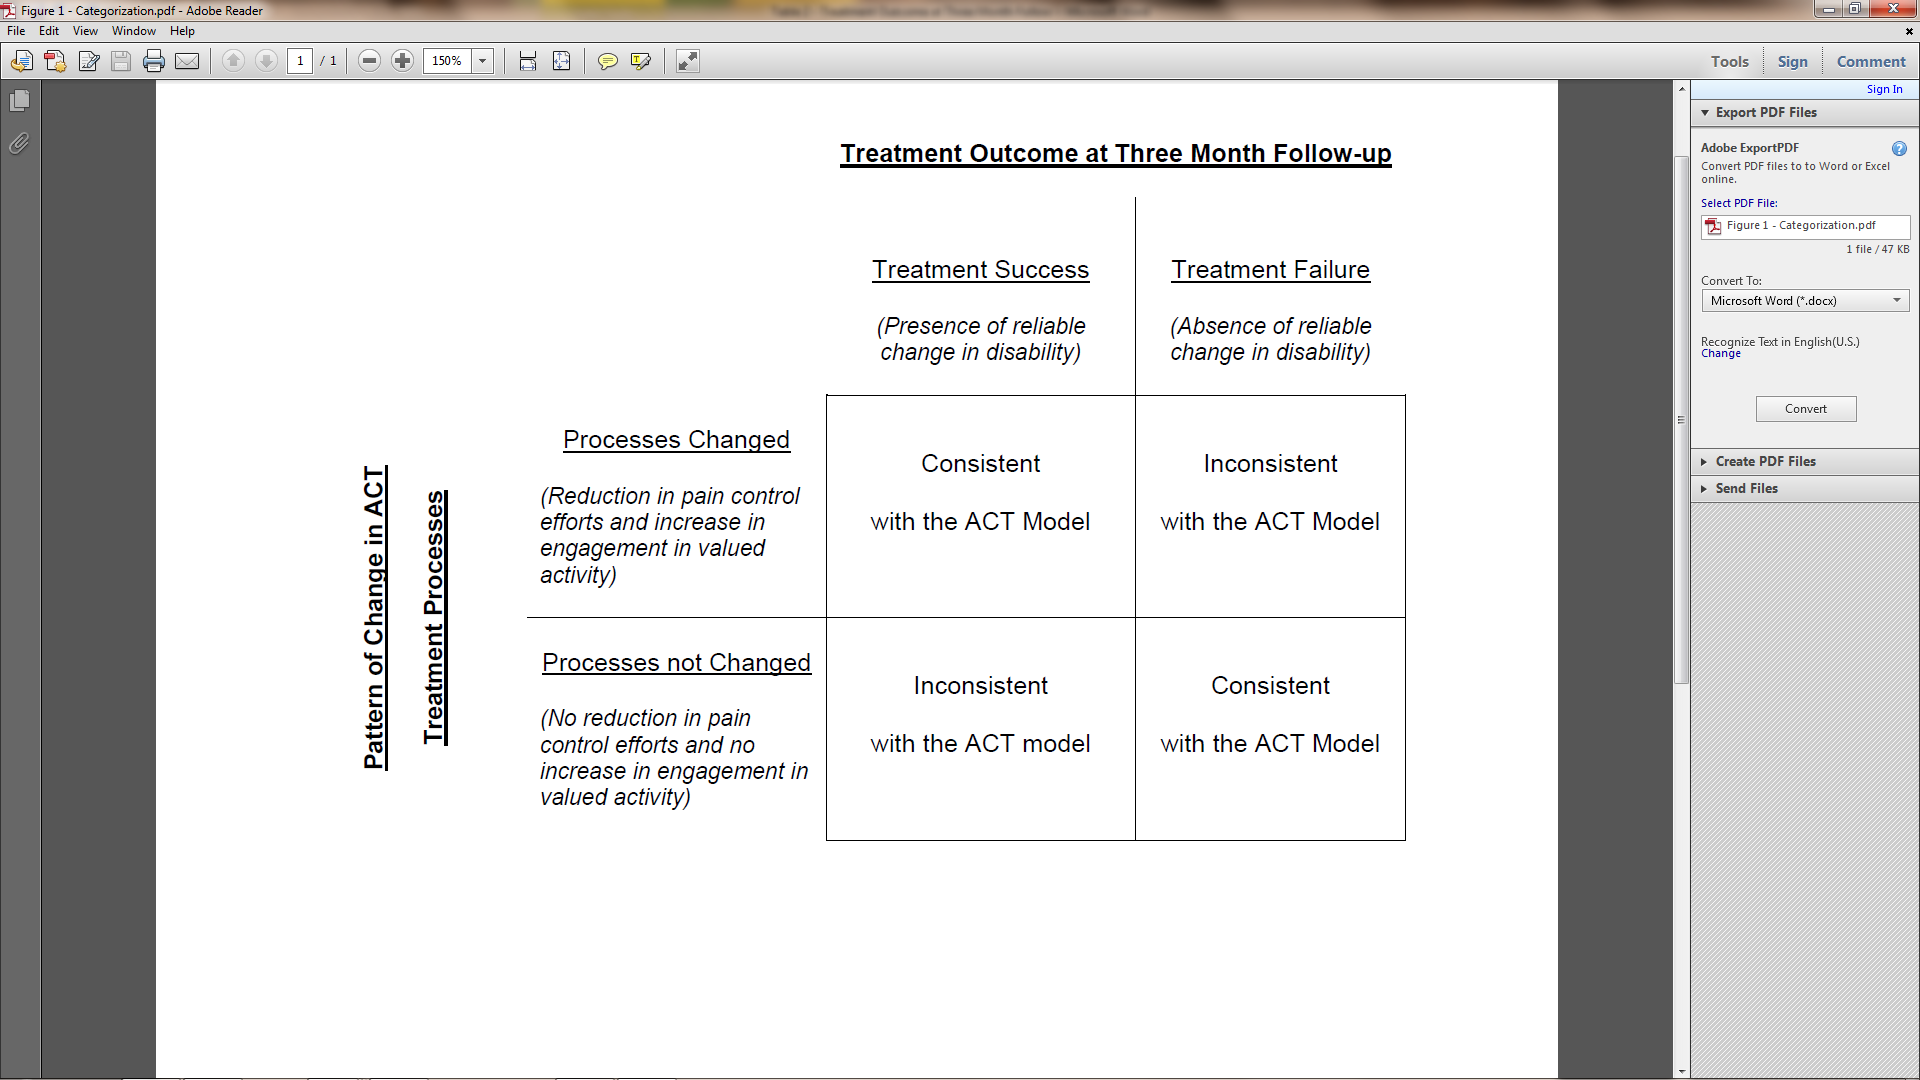 Figure 1 - Categorization.pdf - Adobe Reader
File Edit View Window Help
1 / 1
150%
Tools Sign Comment
Sign In
Export PDF Files
Adobe ExportPDF
Convert PDF files to to Word or Excel
online.
Select PDF File:
Figure 1 - Categorization.pdf
1 file / 47 KB
Convert To:
Microsoft Word (*.docx)
Recognize Text in English(U.S.)
Change
Convert
Create PDF Files
Send Files
Treatment Outcome at Three Month Follow-up
Treatment Success
(Presence of reliable
change in disability)
Treatment Failure
(Absence of reliable
change in disability)
Pattern of Change in ACT
Treatment Processes
Processes Changed
(Reduction in pain control
efforts and increase in
engagement in valued
activity)
Consistent
with the ACT Model
Inconsistent
with the ACT Model
Processes not Changed
(No reduction in pain
control efforts and no
increase in engagement in
valued activity)
Inconsistent
with the ACT model
Consistent
with the ACT Model